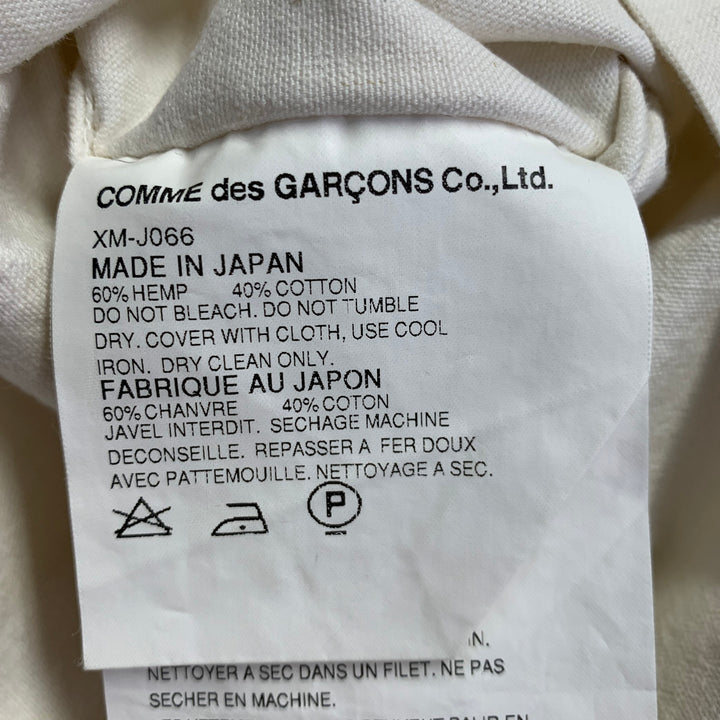 COMME des GARÇONS Co.,Ltd.
XM-J066
MADE IN JAPAN
60% HEMP 40% COTTON
DO NOT BLEACH. DO NOT TUMBLE
DRY. COVER WITH CLOTH, USE COOL
IRON. DRY CLEAN ONLY.
FABRIQUE AU JAPON
60% CHANVRE 40% COTON
JAVEL INTERDIT. SECHAGE MACHINE
DECONSEILLE. REPASSER A FER DOUX
AVEC PATTEMOUILLE. NETTOYAGE A SEC.
P
NETTOYER A SEC DANS UN FILET. NE PAS
SECHER EN MACHINE.